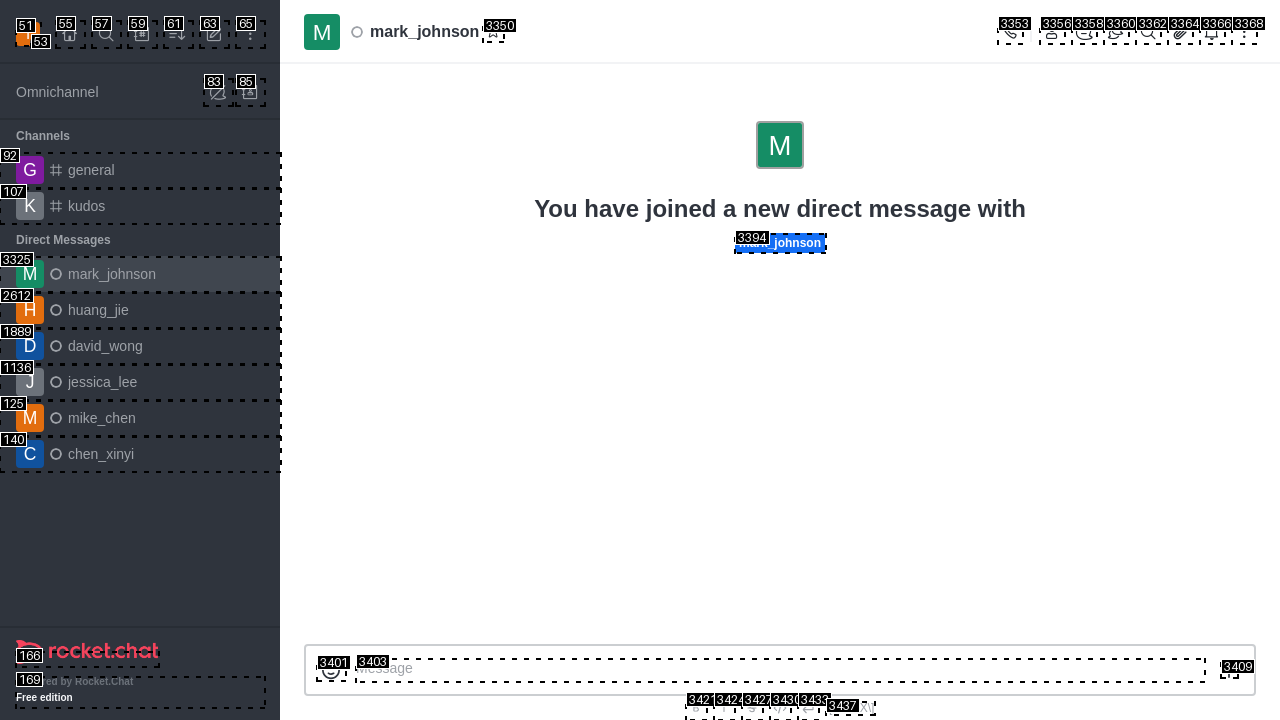 51
53
55
57
59
61
63
65
Omnichannel
83
85
Channels
92
G general
107
K kudos
Direct Messages
3325
M mark_johnson
2612
H huang_jie
1889
D david_wong
1136
J jessica_lee
125
M mike_chen
140
C chen_xinyi
rocket.chat
166
169
by Rocket.Chat
Free edition
M mark_johnson
3350
3353
3356
3358
3360
3362
3364
3366
3368
M
You have joined a new direct message with
3394
johnson
3401
3403
Message
3409
3421
3424
3427
3430
3433
3437